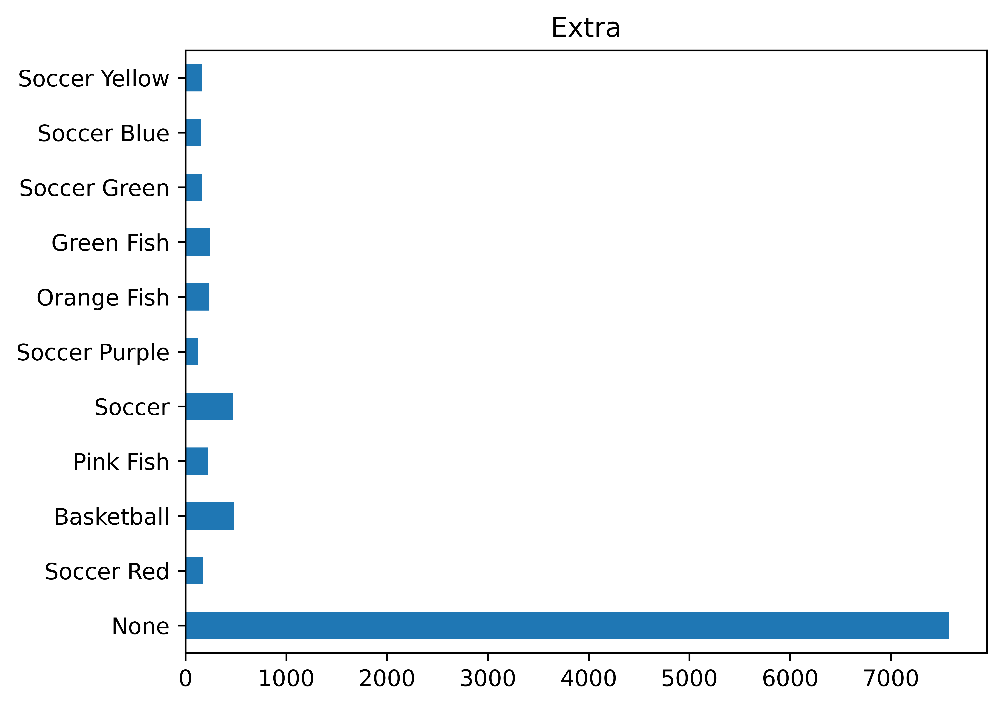 Extra
Soccer Yellow
Soccer Blue
Soccer Green
Green Fish
Orange Fish
Soccer Purple
Soccer
Pink Fish
Basketball
Soccer Red
None
0 1000 2000 3000 4000 5000 6000 7000